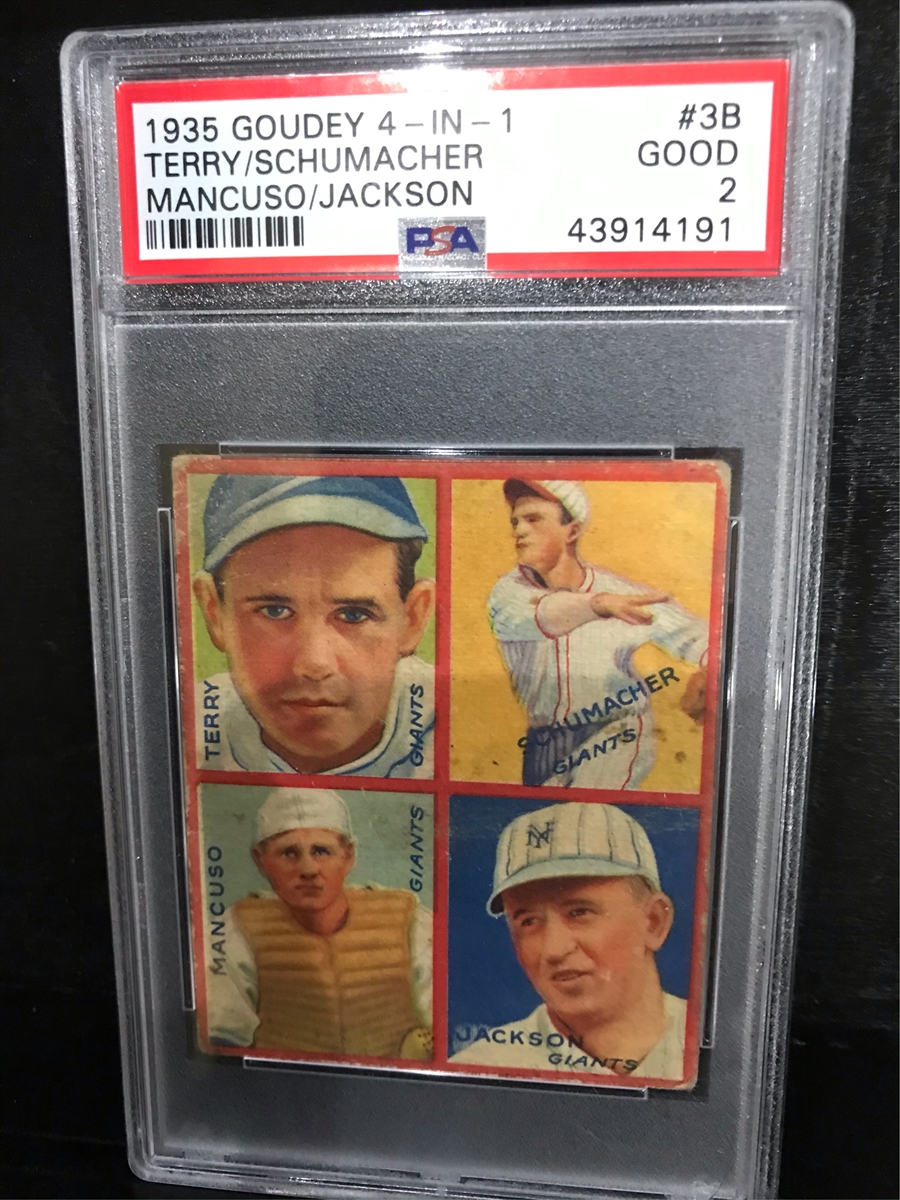 1935 GOUDEY 4-IN-1 #3B
TERRY/SCHUMACHER GOOD
MANCUSO/JACKSON 2
PSA 43914191
TERRY GIANTS
SCHUMACHER
GIANTS
MANCUSO GIANTS
NY
JACKSON
GIANTS